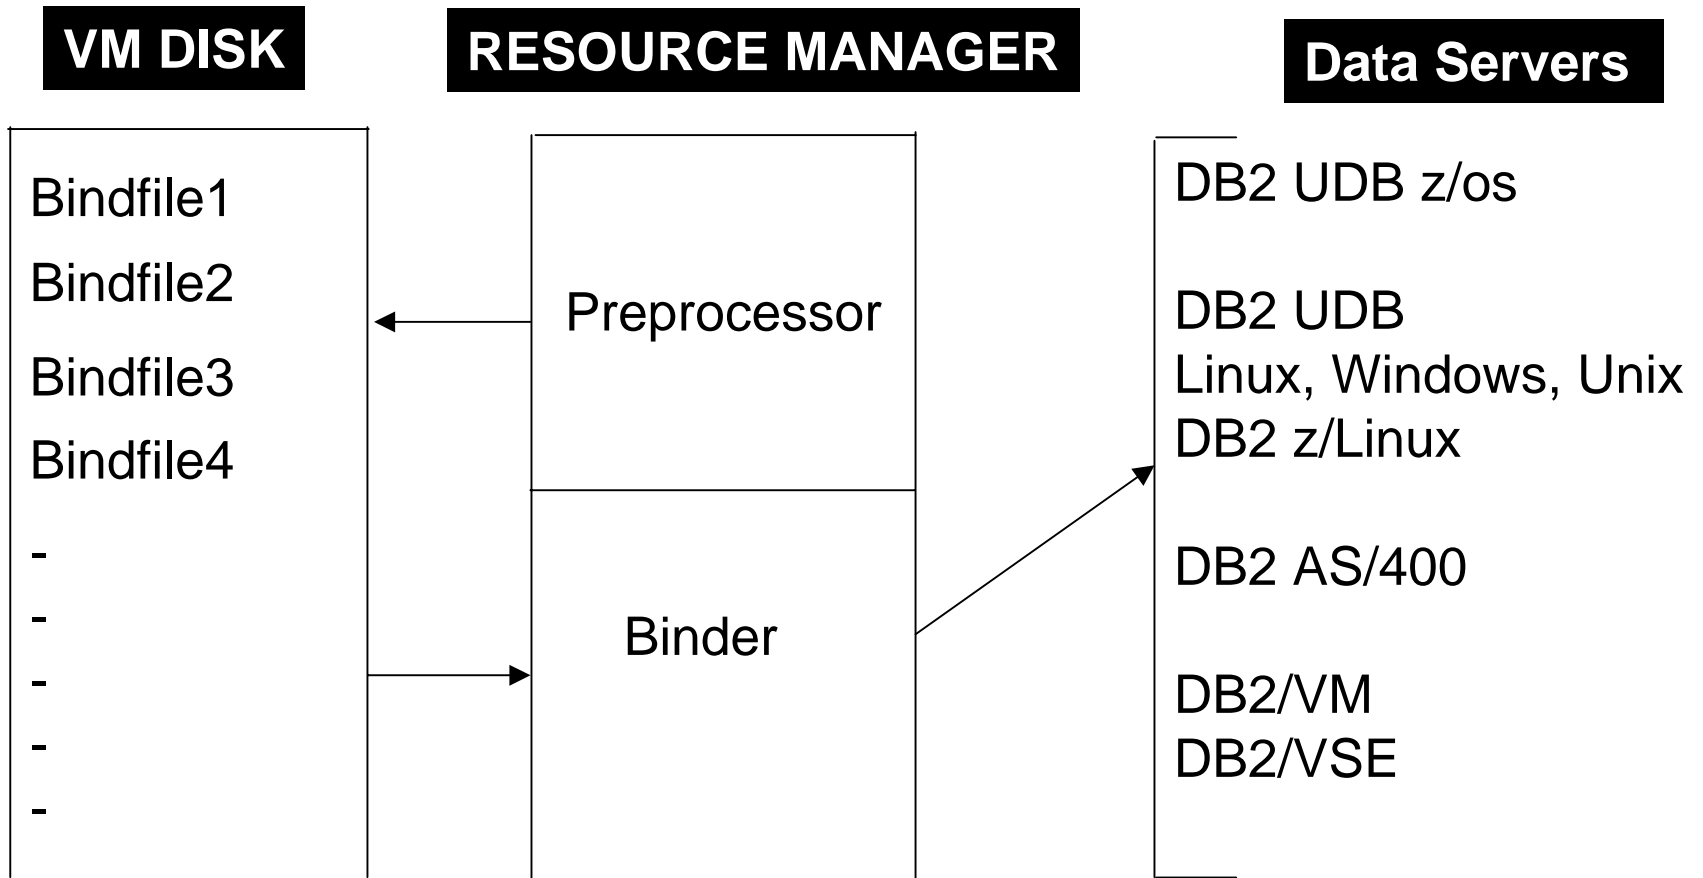 VM DISK
RESOURCE MANAGER
Data Servers
Bindfile1
Bindfile2
Bindfile3
Bindfile4
-
-
-
-
-
Preprocessor
Binder
DB2 UDB z/os
DB2 UDB
Linux, Windows, Unix
DB2 z/Linux
DB2 AS/400
DB2/VM
DB2/VSE